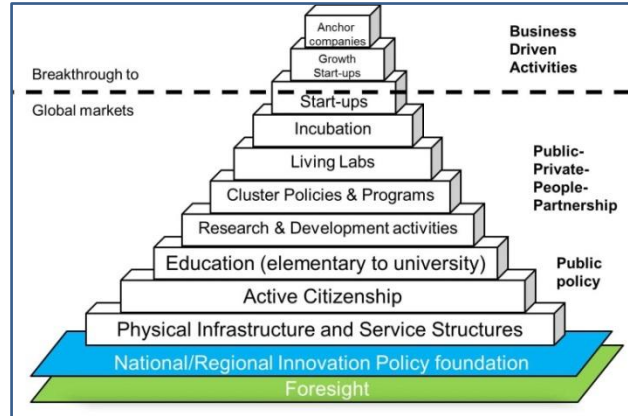 Anchor
companies
Business
Driven
Activities
Growth
Start-ups
Breakthrough to
Global markets
Start-ups
Incubation
Living Labs
Public-
Private-
People-
Partnership
Cluster Policies & Programs
Research & Development activities
Education (elementary to university)
Public
policy
Active Citizenship
Physical Infrastructure and Service Structures
National/Regional Innovation Policy foundation
Foresight